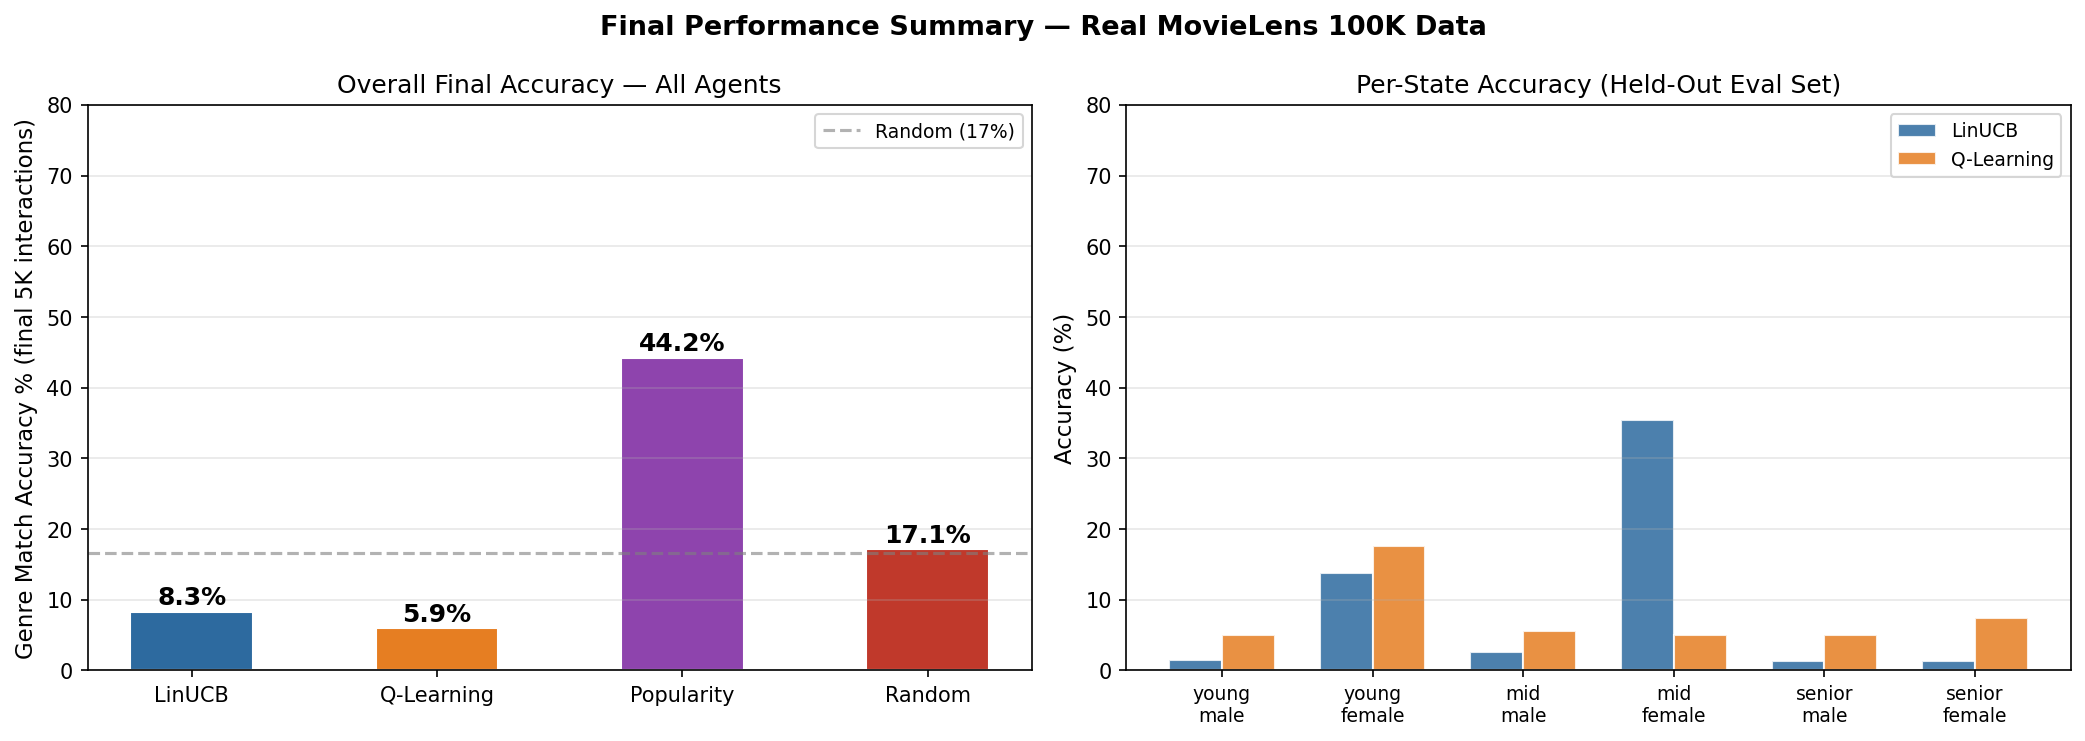 Final Performance Summary — Real MovieLens 100K Data
Overall Final Accuracy — All Agents
Genre Match Accuracy % (final 5K interactions)
80
70
60
50
40
30
20
10
0
Random (17%)
8.3%
5.9%
44.2%
17.1%
LinUCB
Q-Learning
Popularity
Random
Per-State Accuracy (Held-Out Eval Set)
Accuracy (%)
80
70
60
50
40
30
20
10
0
LinUCB
Q-Learning
young
male
young
female
mid
male
mid
female
senior
male
senior
female